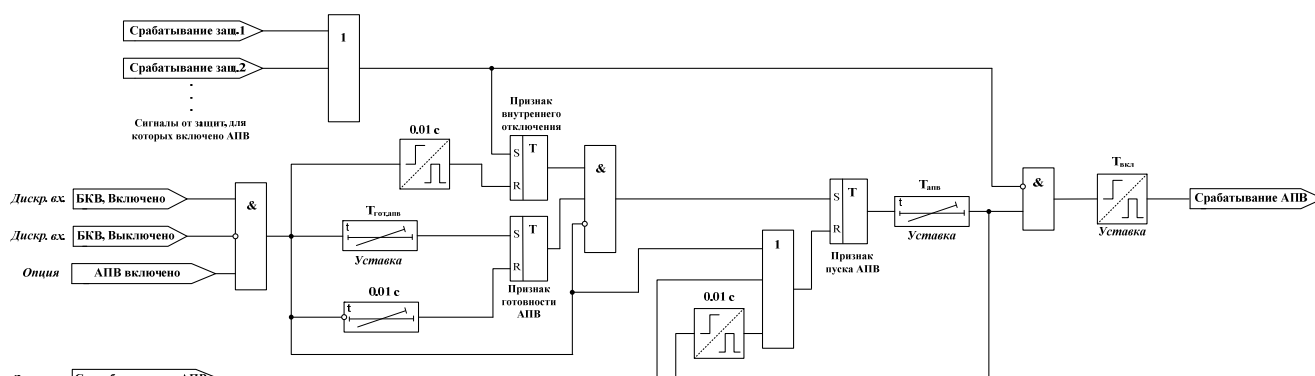 Срабатывание защ.1
1
Срабатывание защ.2
Сигналы от защит, для
которых включено АПВ
Признак
внутреннего
отключения
0.01 с
S
T
R
&
Дискр. вх.
БКВ, Включено
&
Дискр. вх.
БКВ, Выключено
Опция
АПВ включено
Tгот,апв
t
Уставка
S
T
R
Признак
готовности
АПВ
0.01 с
t
1
0.01 с
S
T
R
Признак
пуска АПВ
Tапв
t
Уставка
&
Tвкл
Уставка
Срабатывание АПВ